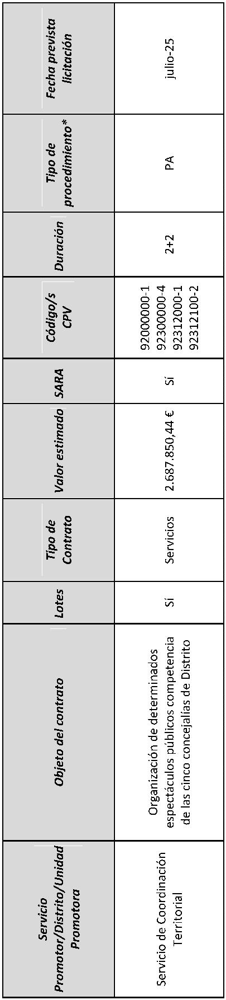 Servicio
Promotor/Distrito/Unidad
Promotora
Objeto del contrato
Lotes
Tipo de
Contrato
Valor estimado
SARA
Código/s
CPV
Duración
Tipo de
procedimiento*
Fecha prevista
licitación
Servicio de Coordinación
Territorial
Organización de determinados
espectáculos públicos competencia
de las cinco concejalías de Distrito
Sí
Servicios
2.687.850,44 €
Sí
92000000-1
92300000-4
92312000-1
92312100-2
2+2
PA
julio-25